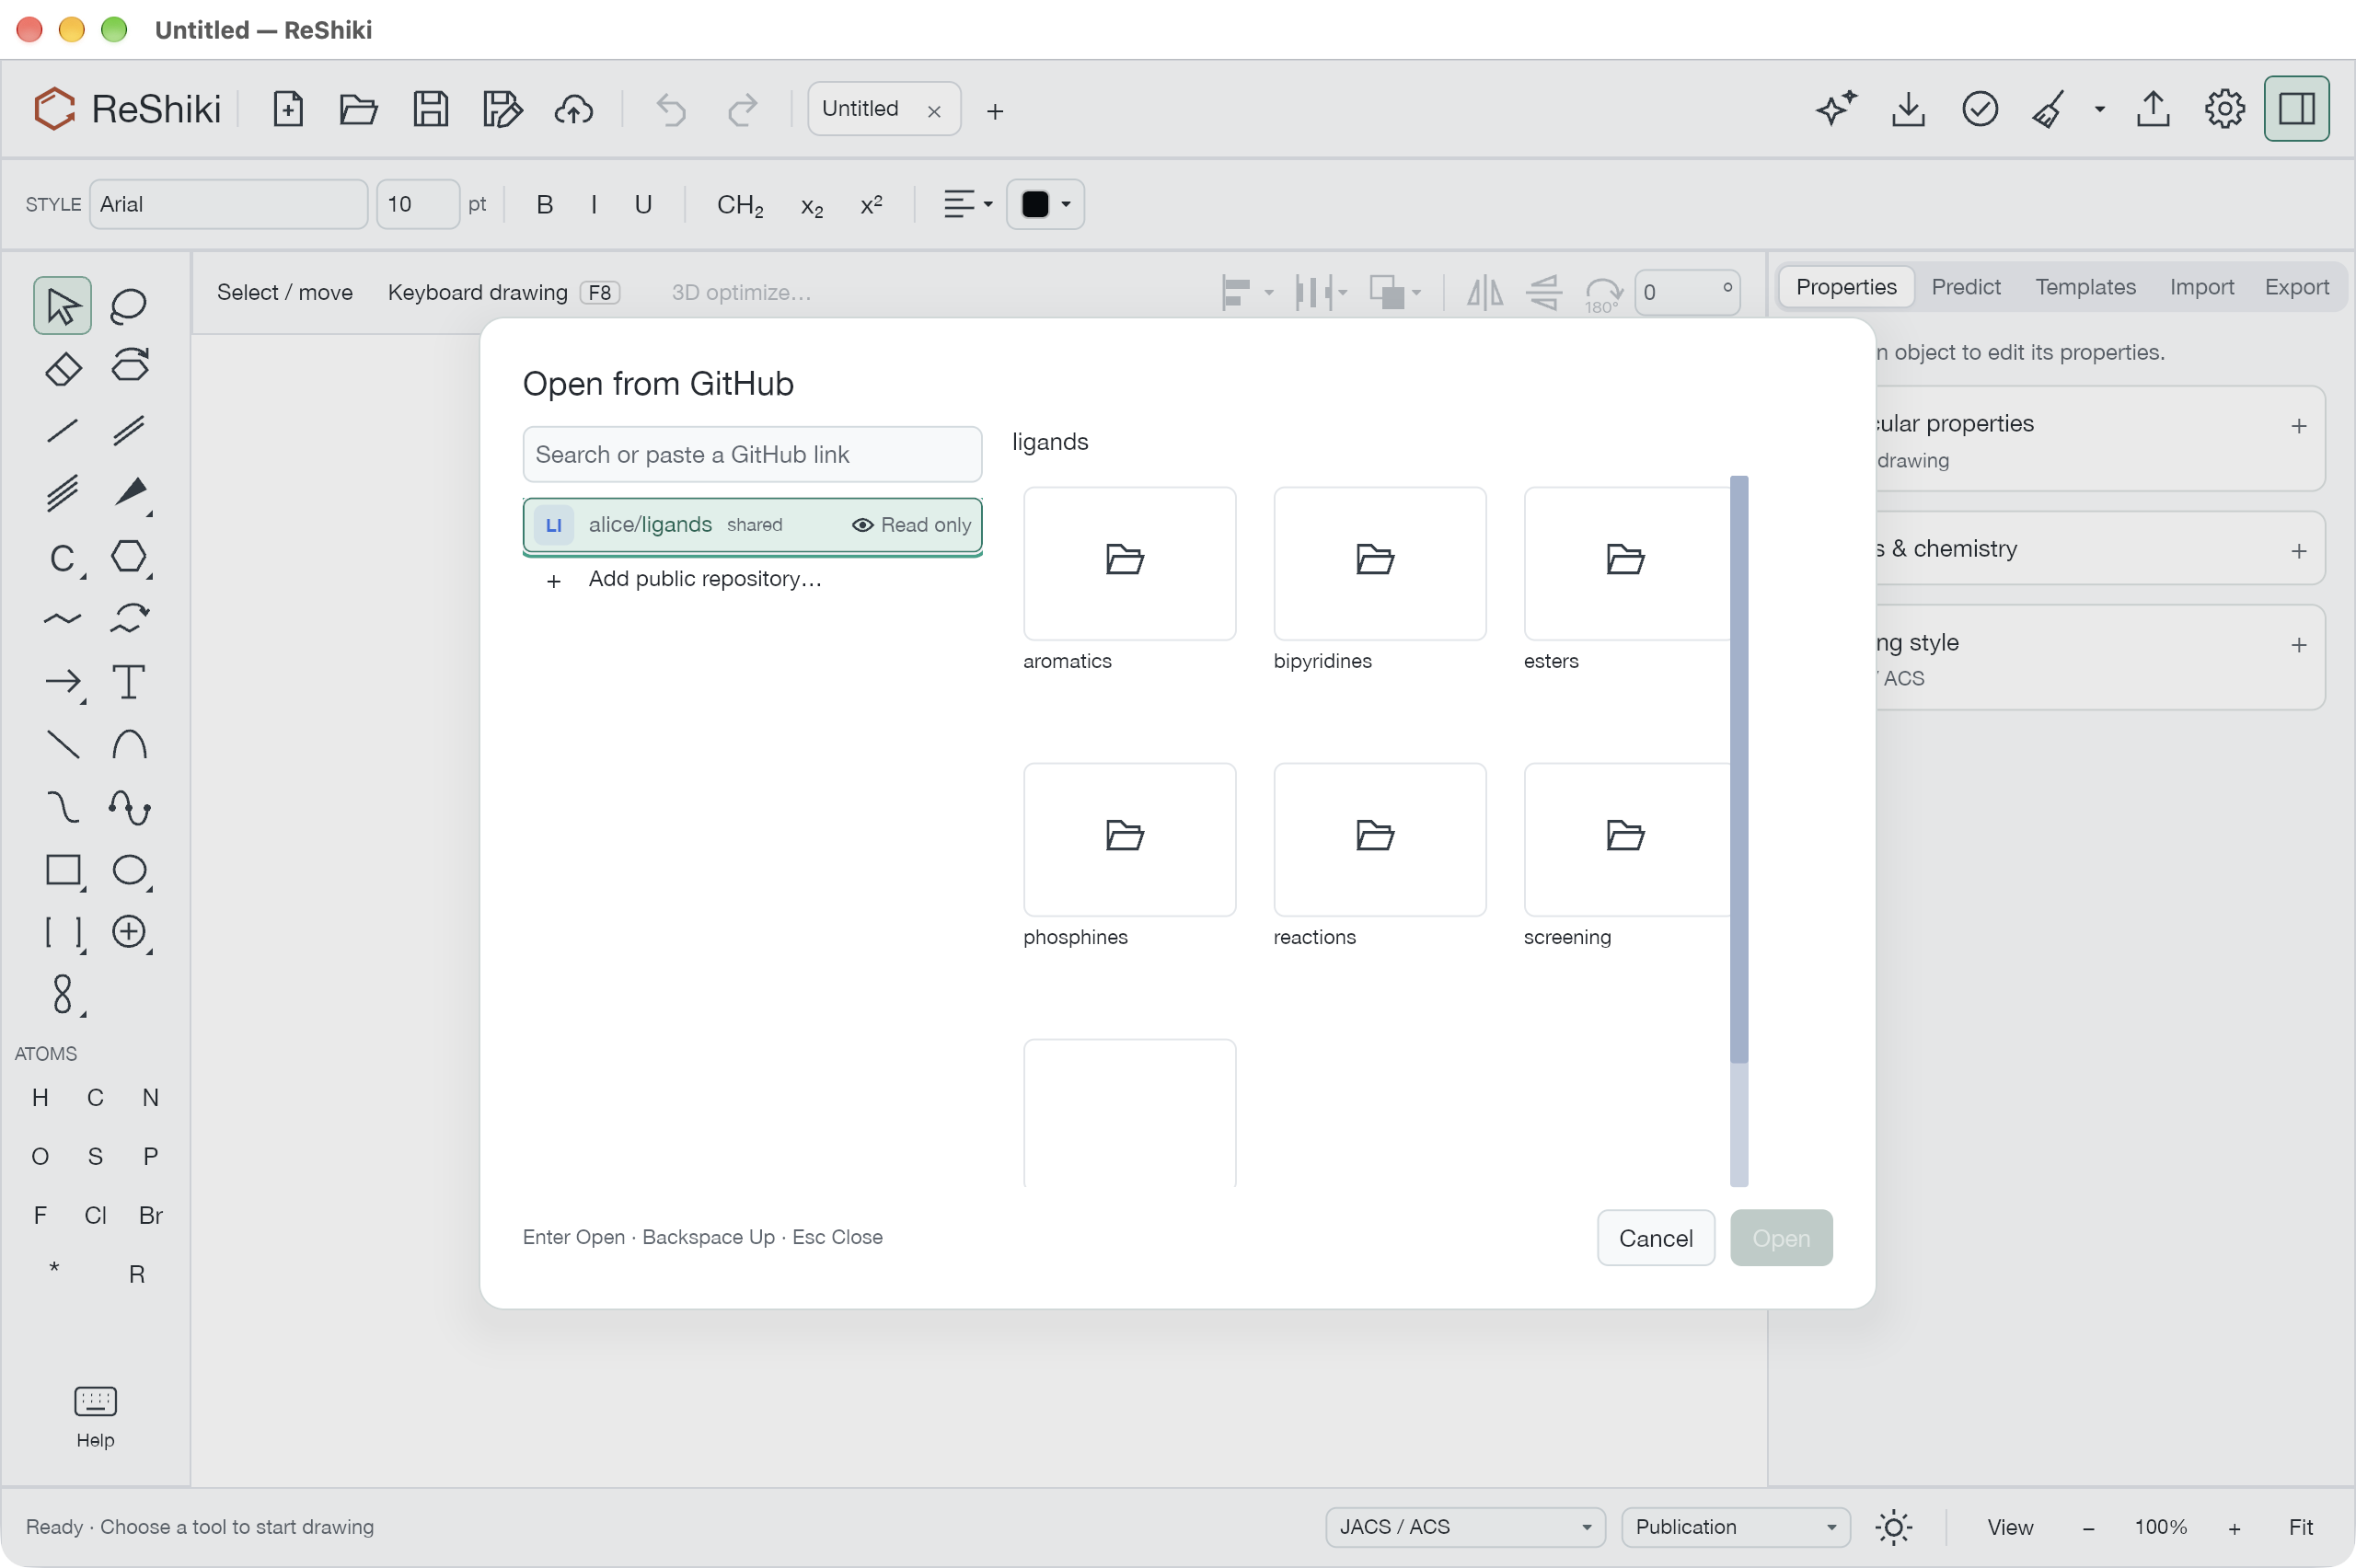 Untitled — ReShiki
ReShiki
Untitled × +
STYLE Arial 10 pt B I U CH₂ x₂ x²
Select / move Keyboard drawing F8 3D optimize... 180° 0 °
Properties Predict Templates Import Export
n object to edit its properties.
cular properties +
drawing
s & chemistry +
ng style +
/ ACS
Open from GitHub
Search or paste a GitHub link
LI alice/ligands shared Read only
+ Add public repository...
ligands
aromatics bipyridines esters
phosphines reactions screening
Enter Open · Backspace Up · Esc Close
Cancel Open
C
T
[ ]
ATOMS
H C N
O S P
F Cl Br
* R
Help
Ready · Choose a tool to start drawing
JACS / ACS Publication View − 100% + Fit